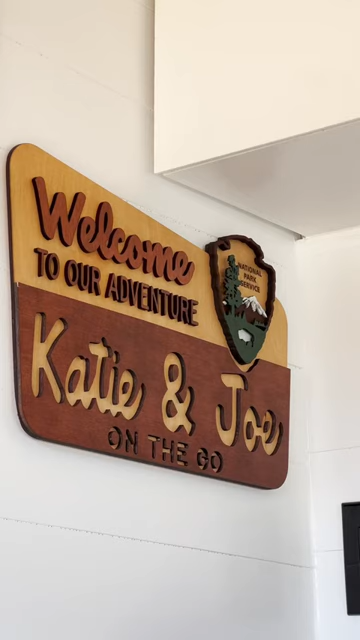 Welcome
TO OUR ADVENTURE
NATIONAL
PARK
SERVICE
Katie & Joe
ON THE GO